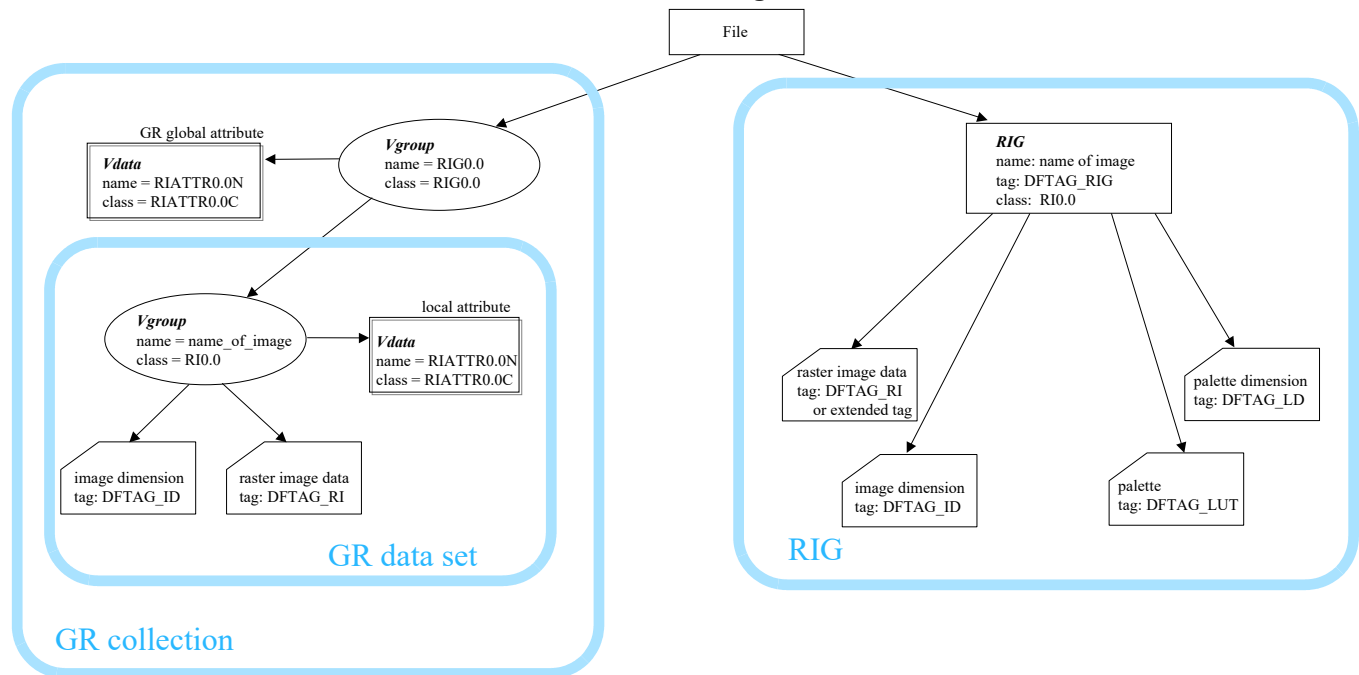 File
GR global attribute
Vdata
name = RIATTR0.0N
class = RIATTR0.0C
Vgroup
name = RIG0.0
class = RIG0.0
Vgroup
name = name_of_image
class = RI0.0
local attribute
Vdata
name = RIATTR0.0N
class = RIATTR0.0C
image dimension
tag: DFTAG_ID
raster image data
tag: DFTAG_RI
GR data set
GR collection
RIG
name: name of image
tag: DFTAG_RIG
class: RI0.0
raster image data
tag: DFTAG_RI
or extended tag
image dimension
tag: DFTAG_ID
palette
tag: DFTAG_LUT
palette dimension
tag: DFTAG_LD
RIG